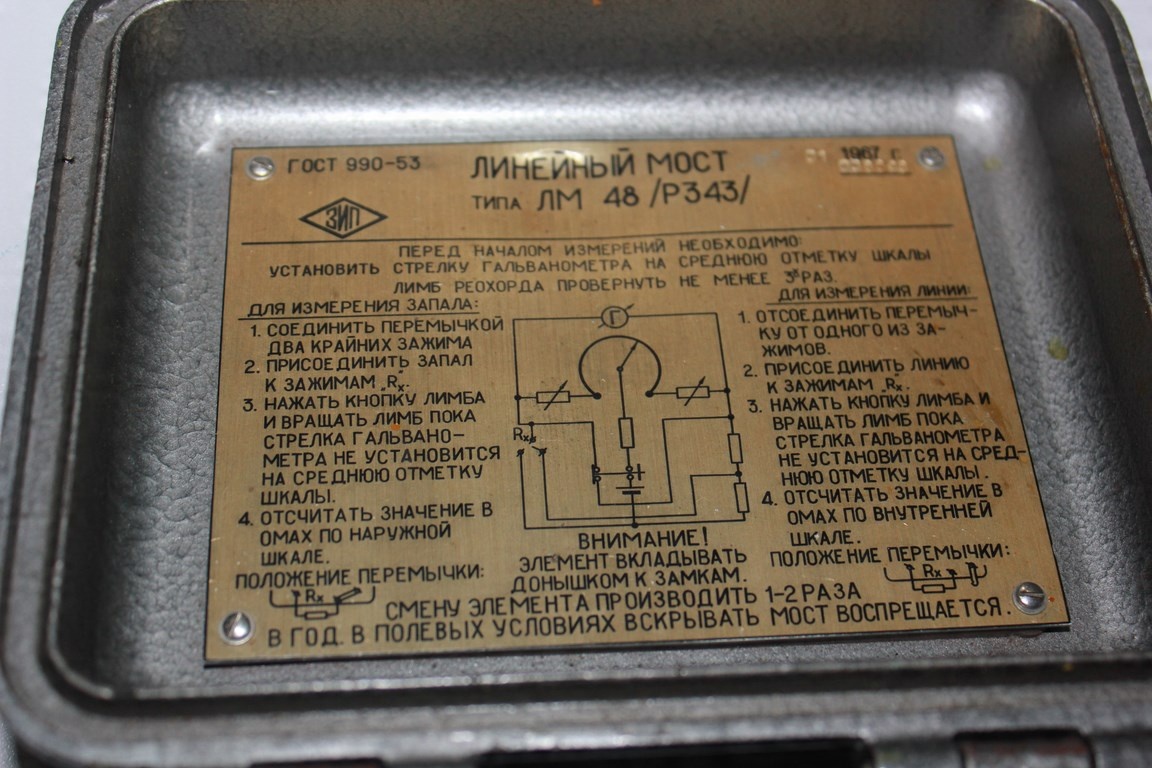 ГОСТ 990-53
ЛИНЕЙНЫЙ МОСТ
ТИПА ЛМ 48 /Р343/
1967 г.
ЗИП
ПЕРЕД НАЧАЛОМ ИЗМЕРЕНИЙ НЕОБХОДИМО:
УСТАНОВИТЬ СТРЕЛКУ ГАЛЬВАНОМЕТРА НА СРЕДНЮЮ ОТМЕТКУ ШКАЛЫ
ЛИМБ РЕОХОРДА ПРОВЕРНУТЬ НЕ МЕНЕЕ 3х РАЗ.
ДЛЯ ИЗМЕРЕНИЯ ЗАПАЛА:
1. СОЕДИНИТЬ ПЕРЕМЫЧКОЙ
ДВА КРАЙНИХ ЗАЖИМА
2. ПРИСОЕДИНИТЬ ЗАПАЛ
К ЗАЖИМАМ „Rx".
3. НАЖАТЬ КНОПКУ ЛИМБА
И ВРАЩАТЬ ЛИМБ ПОКА
СТРЕЛКА ГАЛЬВАНО-
МЕТРА НЕ УСТАНОВИТСЯ
НА СРЕДНЮЮ ОТМЕТКУ
ШКАЛЫ.
4. ОТСЧИТАТЬ ЗНАЧЕНИЕ В
ОМАХ ПО НАРУЖНОЙ
ШКАЛЕ.
ПОЛОЖЕНИЕ ПЕРЕМЫЧКИ:
Rx
Г
Rx
+
ДЛЯ ИЗМЕРЕНИЯ ЛИНИИ:
1. ОТСОЕДИНИТЬ ПЕРЕМЫЧ-
КУ ОТ ОДНОГО ИЗ ЗА-
ЖИМОВ.
2. ПРИСОЕДИНИТЬ ЛИНИЮ
К ЗАЖИМАМ „Rx".
3. НАЖАТЬ КНОПКУ ЛИМБА И
ВРАЩАТЬ ЛИМБ ПОКА
СТРЕЛКА ГАЛЬВАНОМЕТРА
НЕ УСТАНОВИТСЯ НА СРЕД-
НЮЮ ОТМЕТКУ ШКАЛЫ.
4. ОТСЧИТАТЬ ЗНАЧЕНИЕ В
ОМАХ ПО ВНУТРЕННЕЙ
ШКАЛЕ.
ПОЛОЖЕНИЕ ПЕРЕМЫЧКИ:
Rx
ВНИМАНИЕ!
ЭЛЕМЕНТ ВКЛАДЫВАТЬ
ДОНЫШКОМ К ЗАМКАМ.
СМЕНУ ЭЛЕМЕНТА ПРОИЗВОДИТЬ 1-2 РАЗА
В ГОД. В ПОЛЕВЫХ УСЛОВИЯХ ВСКРЫВАТЬ МОСТ ВОСПРЕЩАЕТСЯ.